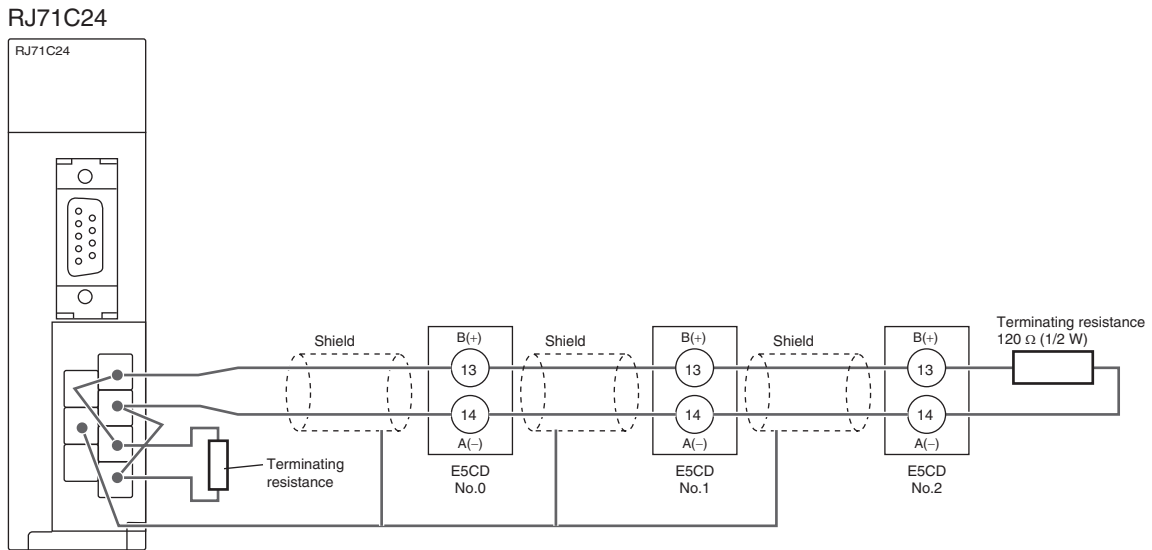 RJ71C24
RJ71C24
Shield
B(+)
13
14
A(−)
E5CD
No.0
Shield
B(+)
13
14
A(−)
E5CD
No.1
Shield
B(+)
13
14
A(−)
E5CD
No.2
Terminating resistance
120 Ω (1/2 W)
Terminating
resistance